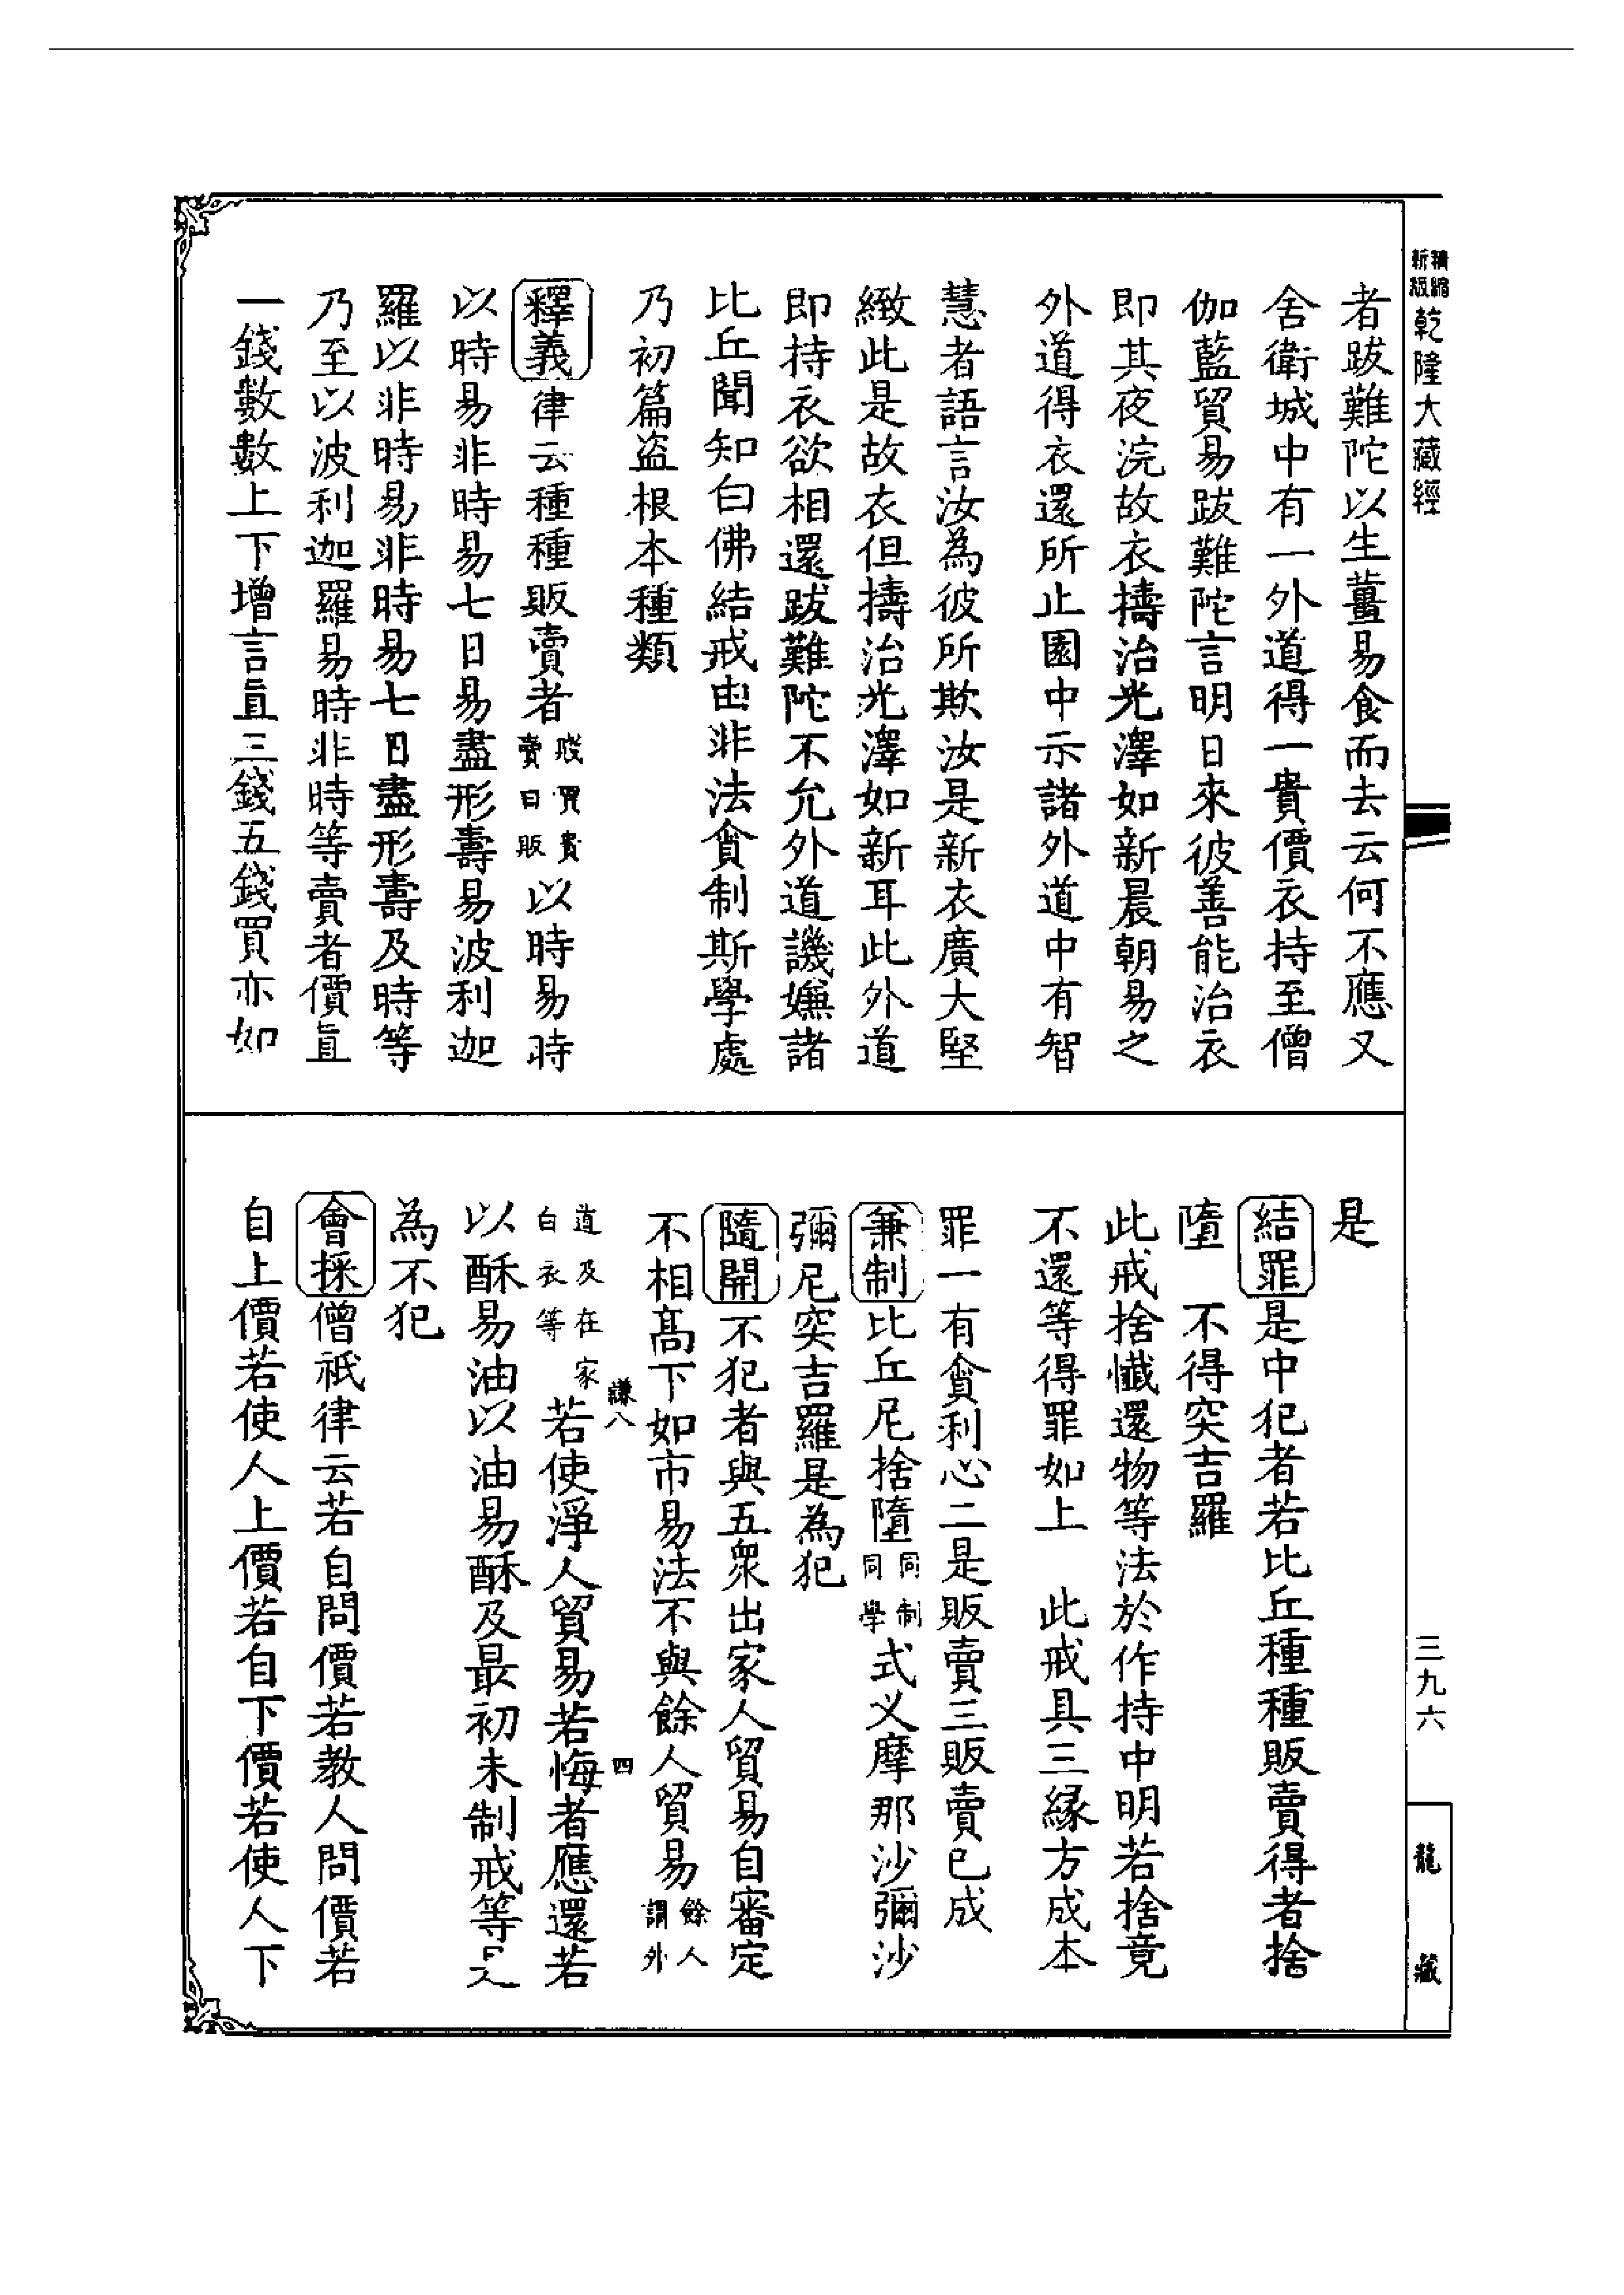 新縮
新版
乾隆大藏經
者跋難陀以生薑易食而去云何不應又
舍衛城中有一外道得一貴價衣持至僧
伽藍貿易跋難陀言明日來彼善能治衣
即其夜浣故衣擣治光澤如新晨朝易之
外道得衣還所止園中示諸外道中有智
慧者語言汝為彼所欺汝是新衣廣大堅
緻此是故衣但擣治光澤如新耳此外道
即持衣欲相還跋難陀不允外道譏嫌諸
比丘聞知白佛結戒由非法貪制斯學處
乃初篇盜根本種類
釋義律云種種販賣者賤買貴賣曰販以時易時
以時易非時易七日易盡形壽易波利迦
羅以非時易非時易七日盡形壽及時等
乃至以波利迦羅易時非時等賣者價直
一錢數數上下增言直三錢五錢買亦如
是
結罪是中犯者若比丘種種販賣得者捨
墮 不得突吉羅
此戒捨懺還物等法於作持中明若捨竟
不還等得罪如上 此戒具三緣方成本
罪一有貪利心二是販賣三販賣已成
兼制比丘尼捨墮同制同學式叉摩那沙彌沙
彌尼突吉羅是為犯
隨開不犯者與五眾出家人貿易自審定
不相高下如市易法不與餘人貿易餘人謂外
道及在家白衣等若使淨人貿易若悔者應還若
以酥易油以油易酥及最初未制戒等是
為不犯
會採僧祇律云若自問價若教人問價若
自上價若使人上價若自下價若使人下
謙八
四
三九六
龍藏